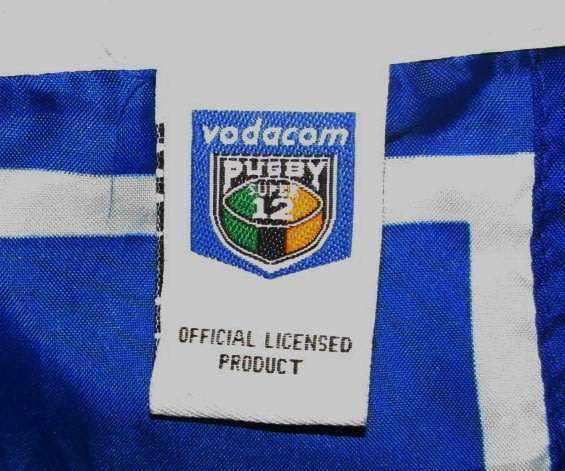 vodacom
RUGBY
SUPER
12
OFFICIAL LICENSED
PRODUCT